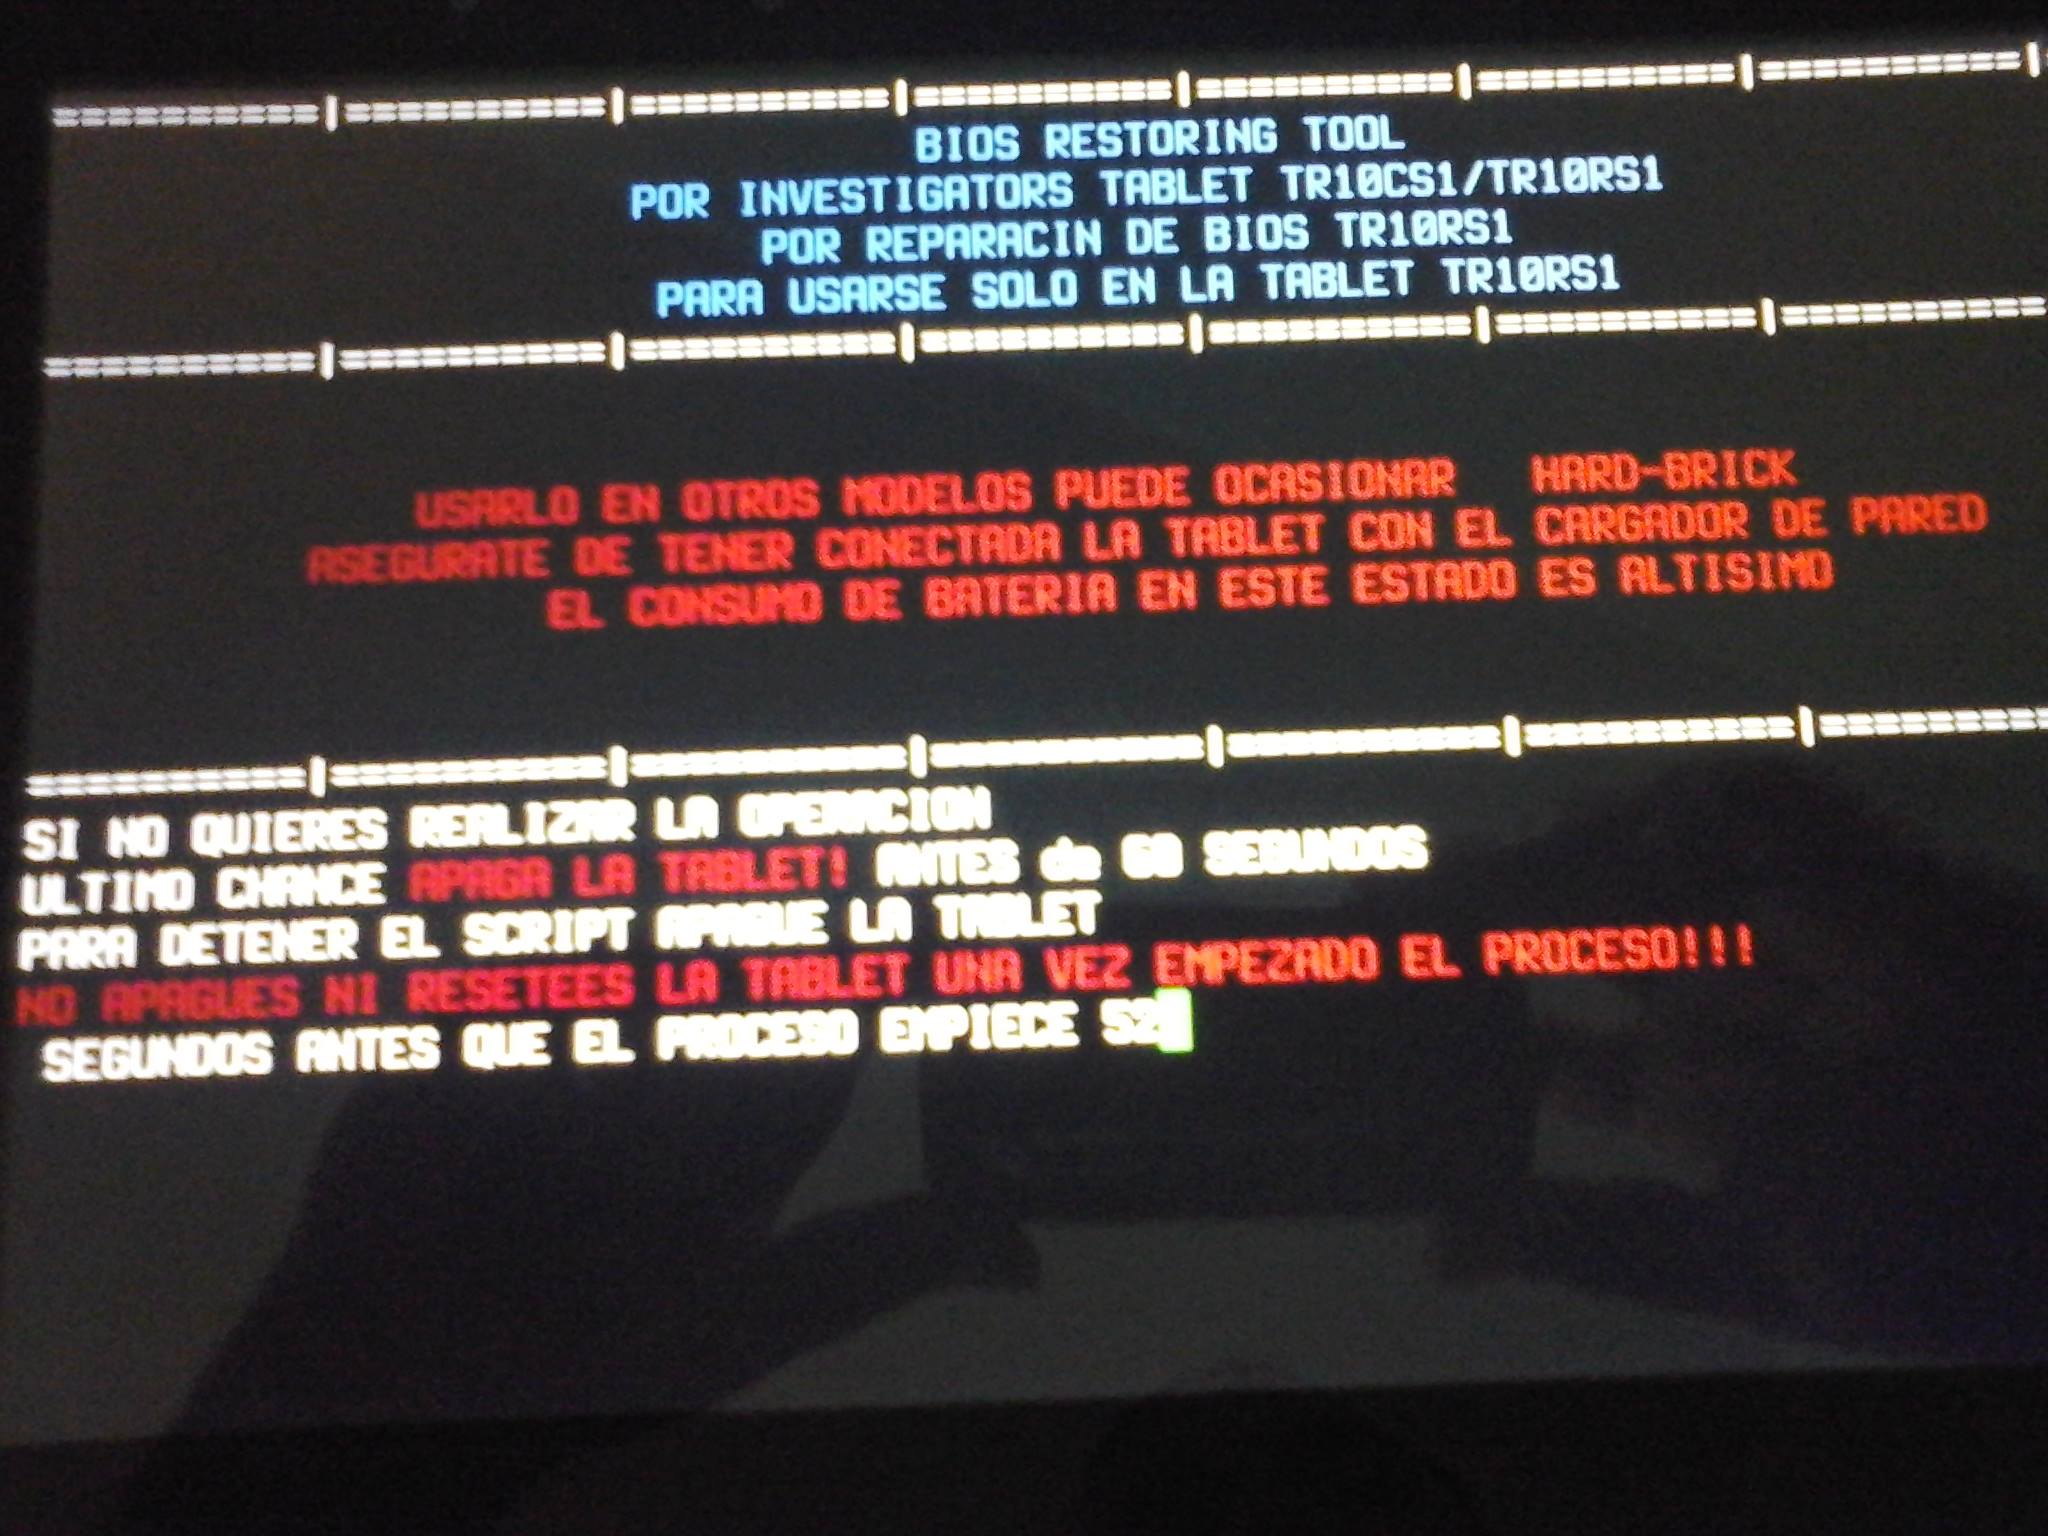 BIOS RESTORING TOOL
POR INVESTIGATORS TABLET TR10CS1/TR10RS1
POR REPARACIN DE BIOS TR10RS1
PARA USARSE SOLO EN LA TABLET TR10RS1
USARLO EN OTROS MODELOS PUEDE OCASIONAR HARD-BRICK
ASEGURATE DE TENER CONECTADA LA TABLET CON EL CARGADOR DE PARED
EL CONSUMO DE BATERIA EN ESTE ESTADO ES ALTISIMO
SI NO QUIERES REALIZAR LA OPERACION
ULTIMO CHANCE APAGA LA TABLET! ANTES de 60 SEGUNDOS
PARA DETENER EL SCRIPT APAGUE LA TABLET
NO APAGUES NI RESETEES LA TABLET UNA VEZ EMPEZADO EL PROCESO!!!
SEGUNDOS ANTES QUE EL PROCESO EMPIECE 52